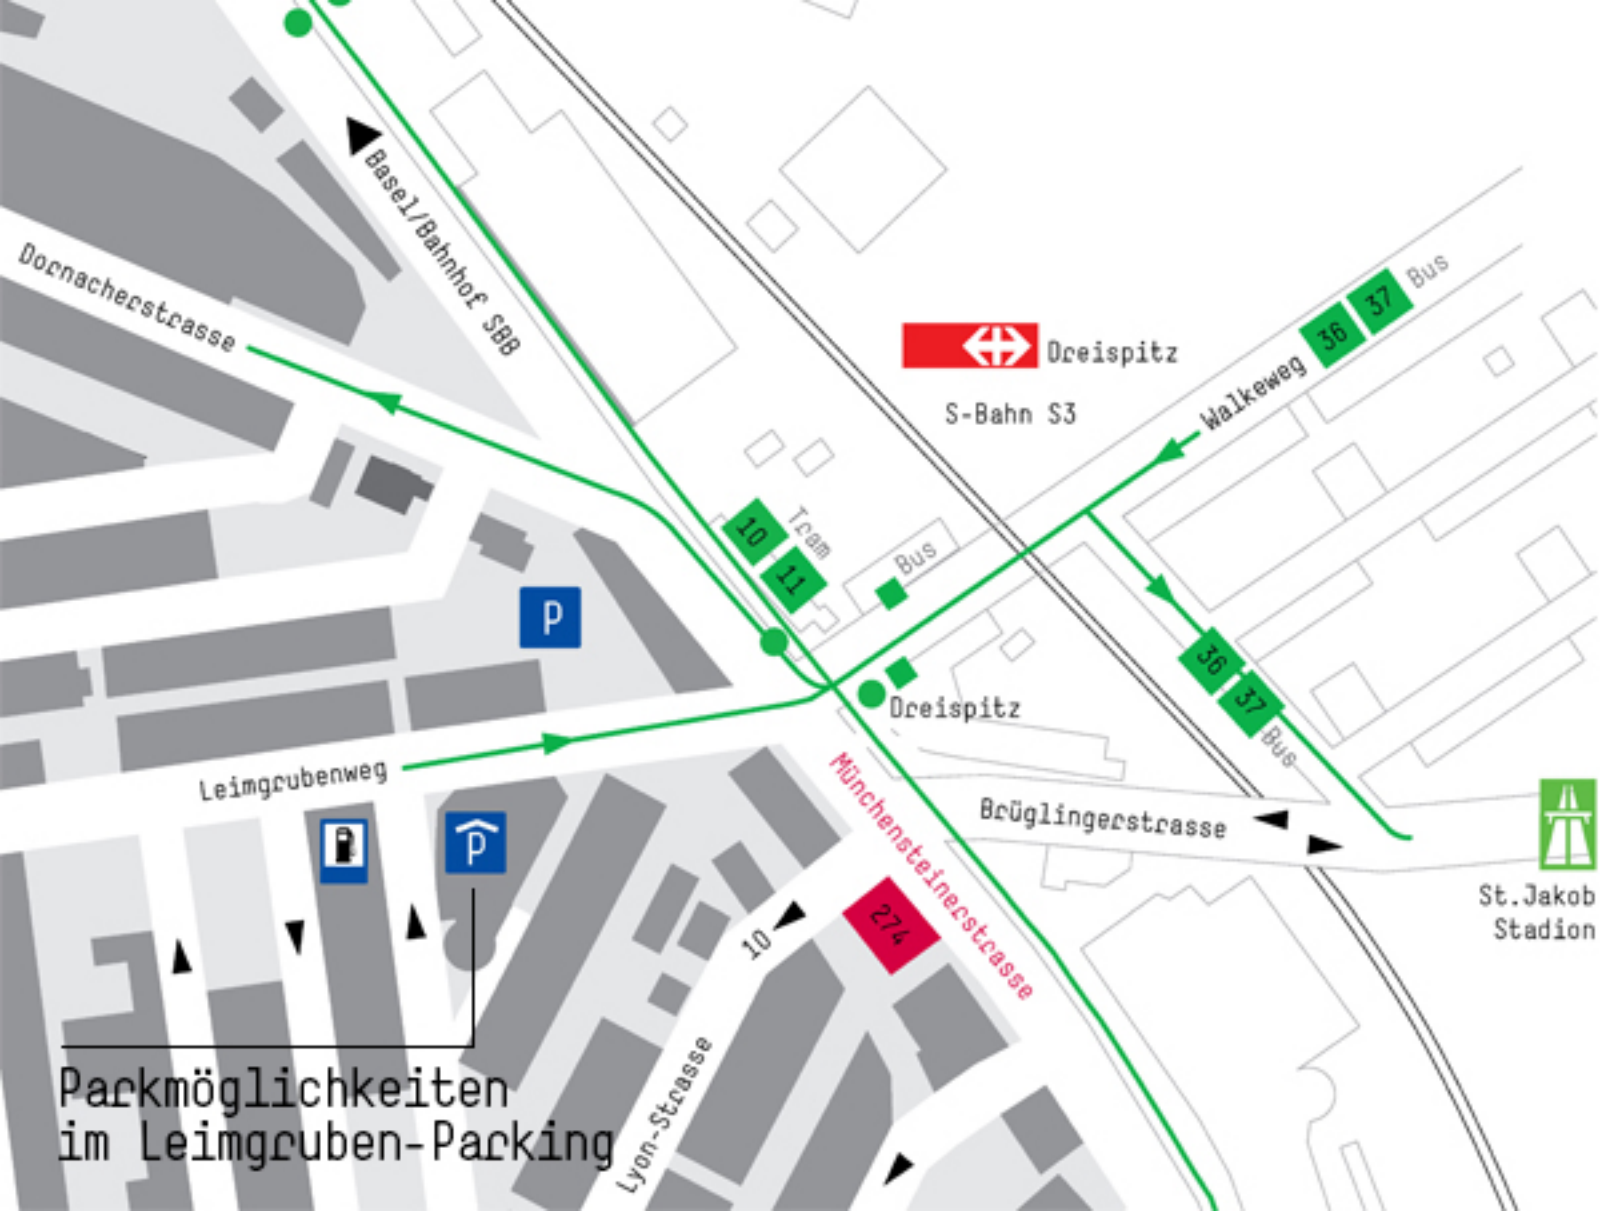 Basel/Bahnhof SBB
Dornacherstrasse
Dreispitz
S-Bahn S3
36
37
Bus
Walkeweg
10
11
Tram
Bus
P
36
37
Bus
Dreispitz
Leimgrubenweg
Münchensteinerstrasse
Brüglingerstrasse
P
St.Jakob
Stadion
274
10
Lyon-Strasse
Parkmöglichkeiten
im Leimgruben-Parking